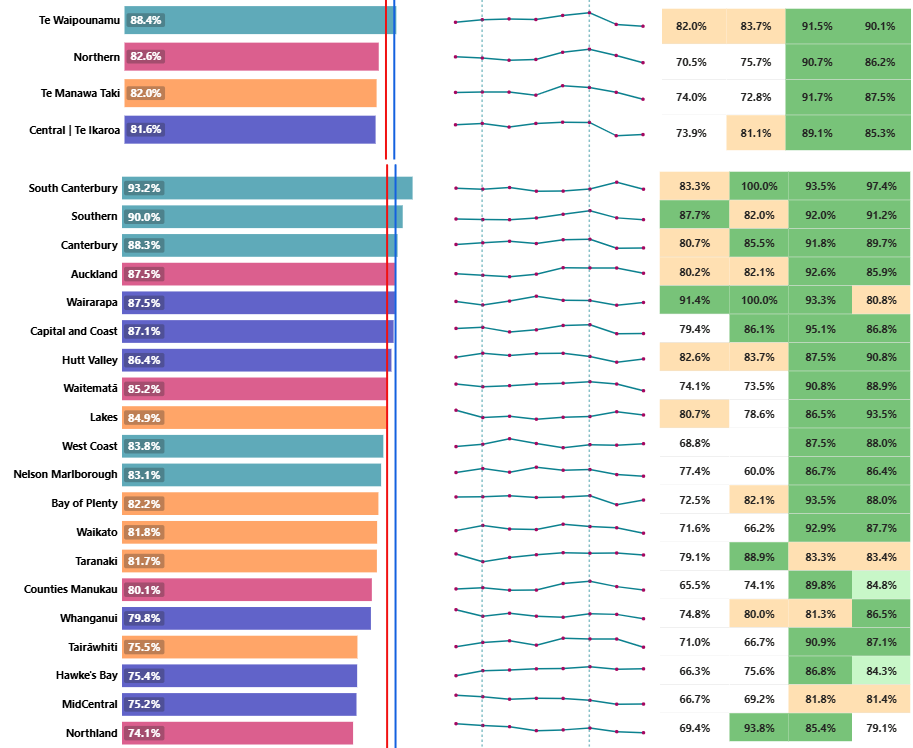 Te Waipounamu 88.4% 82.0% 83.7% 91.5% 90.1%
Northern 82.6% 70.5% 75.7% 90.7% 86.2%
Te Manawa Taki 82.0% 74.0% 72.8% 91.7% 87.5%
Central | Te Ikaroa 81.6% 73.9% 81.1% 89.1% 85.3%
South Canterbury 93.2% 83.3% 100.0% 93.5% 97.4%
Southern 90.0% 87.7% 82.0% 92.0% 91.2%
Canterbury 88.3% 80.7% 85.5% 91.8% 89.7%
Auckland 87.5% 80.2% 82.1% 92.6% 85.9%
Wairarapa 87.5% 91.4% 100.0% 93.3% 80.8%
Capital and Coast 87.1% 79.4% 86.1% 95.1% 86.8%
Hutt Valley 86.4% 82.6% 83.7% 87.5% 90.8%
Waitematā 85.2% 74.1% 73.5% 90.8% 88.9%
Lakes 84.9% 80.7% 78.6% 86.5% 93.5%
West Coast 83.8% 68.8% 87.5% 88.0%
Nelson Marlborough 83.1% 77.4% 60.0% 86.7% 86.4%
Bay of Plenty 82.2% 72.5% 82.1% 93.5% 88.0%
Waikato 81.8% 71.6% 66.2% 92.9% 87.7%
Taranaki 81.7% 79.1% 88.9% 83.3% 83.4%
Counties Manukau 80.1% 65.5% 74.1% 89.8% 84.8%
Whanganui 79.8% 74.8% 80.0% 81.3% 86.5%
Tairāwhiti 75.5% 71.0% 66.7% 90.9% 87.1%
Hawke's Bay 75.4% 66.3% 75.6% 86.8% 84.3%
MidCentral 75.2% 66.7% 69.2% 81.8% 81.4%
Northland 74.1% 69.4% 93.8% 85.4% 79.1%